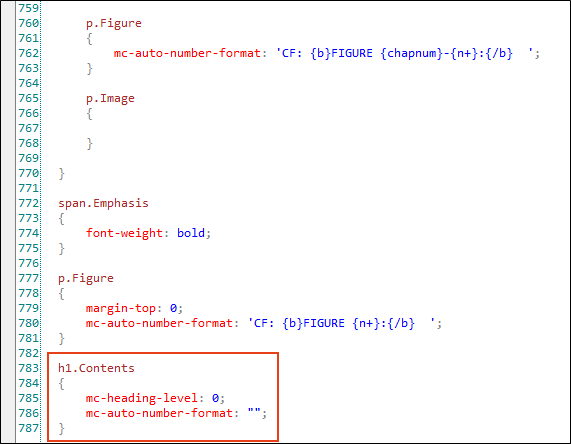 759
760 p.Figure
761 {
762 mc-auto-number-format: 'CF: {b}FIGURE {chapnum}-{n+}:{/b}  ';
763 }
764
765 p.Image
766 {
767
768 }
769
770 }
771
772 span.Emphasis
773 {
774 font-weight: bold;
775 }
776
777 p.Figure
778 {
779 margin-top: 0;
780 mc-auto-number-format: 'CF: {b}FIGURE {n+}:{/b}  ';
781 }
782
783 h1.Contents
784 {
785 mc-heading-level: 0;
786 mc-auto-number-format: "";
787 }